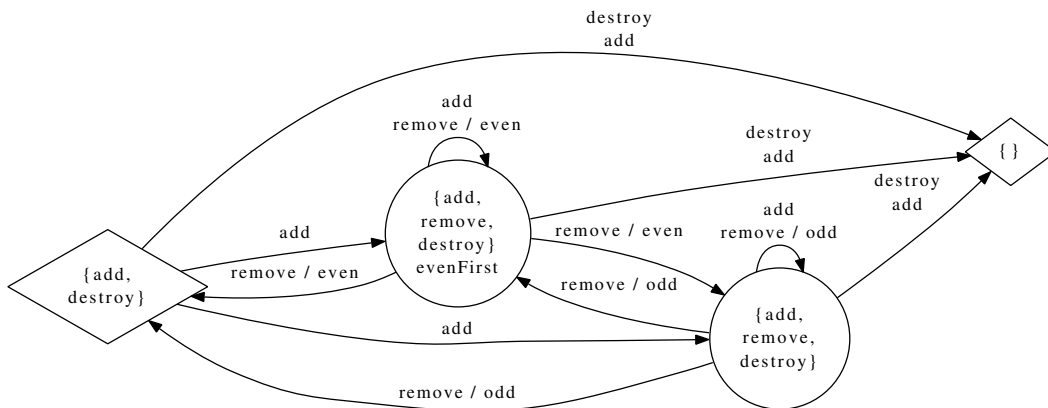 destroy
add
add
remove / even
destroy
add
{ }
destroy
add
{add,
remove,
destroy}
evenFirst
add
remove / odd
add
remove / even
remove / even
{add,
destroy}
remove / odd
add
{add,
remove,
destroy}
remove / odd